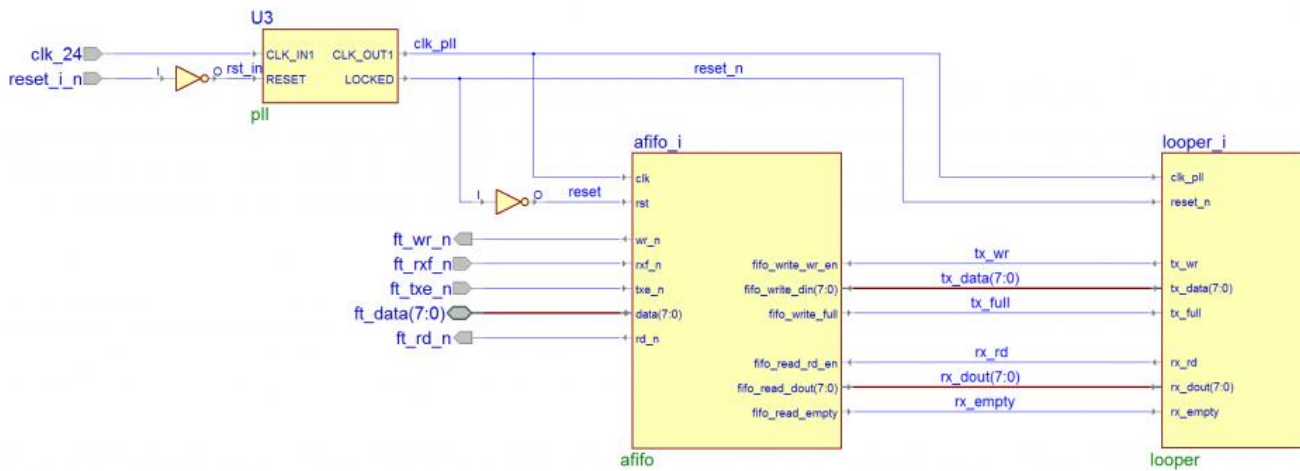 U3
clk_24
CLK_IN1
CLK_OUT1
clk_pll
reset_i_n
I
O
rst_in
RESET
LOCKED
reset_n
pll
afifo_i
looper_i
clk
clk_pll
I
O
reset
rst
reset_n
ft_wr_n
wr_n
ft_rxf_n
rxf_n
fifo_write_wr_en
tx_wr
tx_wr
ft_txe_n
txe_n
fifo_write_din(7:0)
tx_data(7:0)
tx_data(7:0)
ft_data(7:0)
data(7:0)
fifo_write_full
tx_full
tx_full
ft_rd_n
rd_n
fifo_read_rd_en
rx_rd
rx_rd
fifo_read_dout(7:0)
rx_dout(7:0)
rx_dout(7:0)
fifo_read_empty
rx_empty
rx_empty
afifo
looper